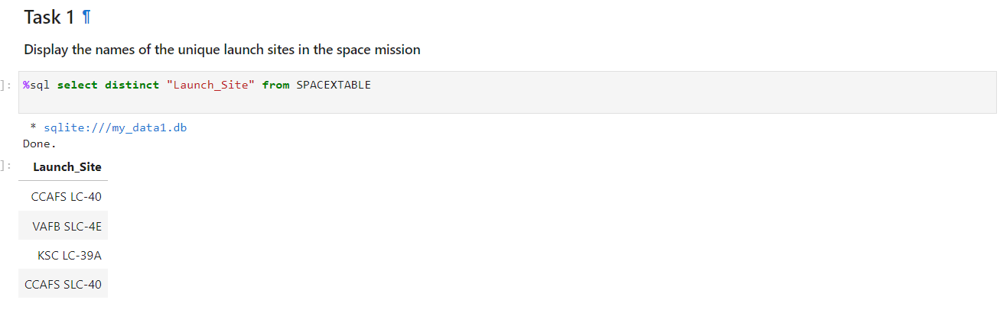 Task 1 ¶
Display the names of the unique launch sites in the space mission
]: %sql select distinct "Launch_Site" from SPACEXTABLE
* sqlite:///my_data1.db
Done.
]: Launch_Site
CCAFS LC-40
VAFB SLC-4E
KSC LC-39A
CCAFS SLC-40